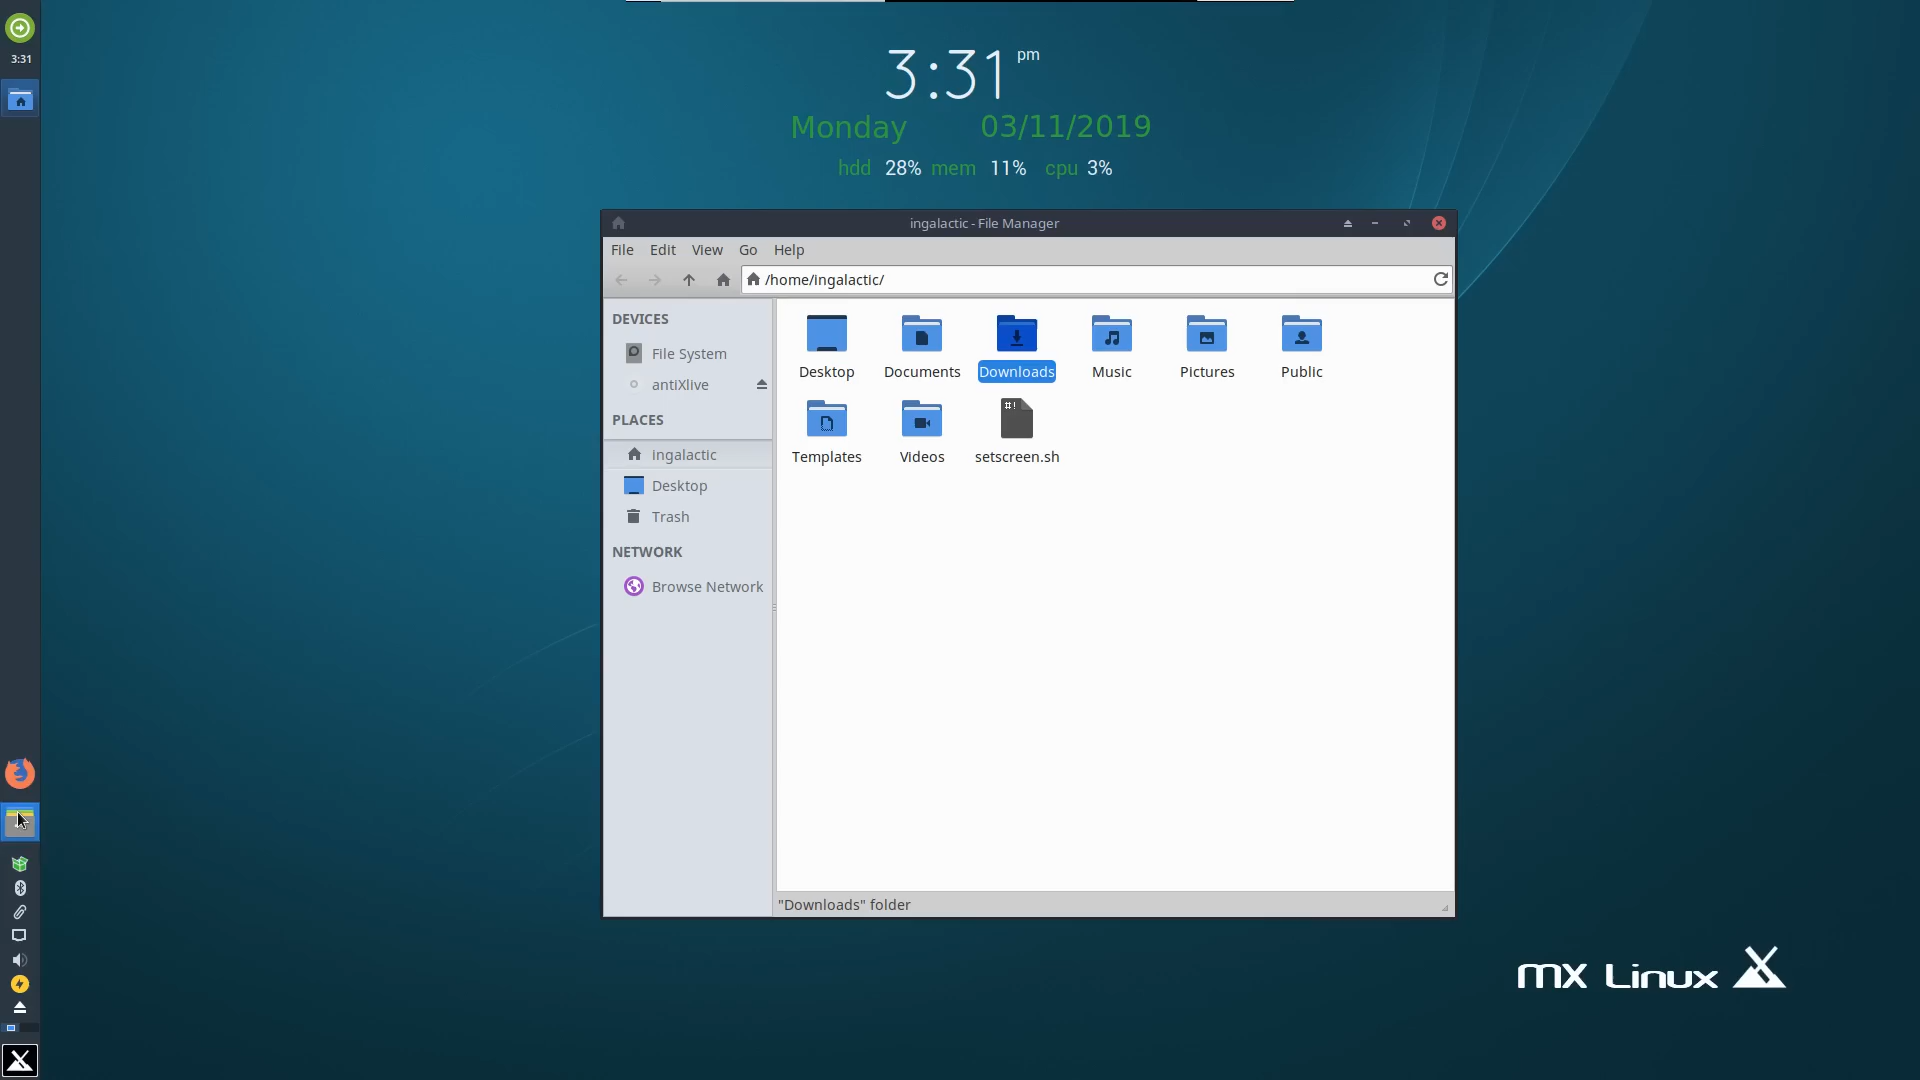 3:31
3:31 pm
Monday 03/11/2019
hdd 28% mem 11% cpu 3%
ingalactic - File Manager
File Edit View Go Help
/home/ingalactic/
DEVICES
File System
antiXlive
PLACES
ingalactic
Desktop
Trash
NETWORK
Browse Network
Desktop Documents Downloads Music Pictures Public
#!
Templates Videos setscreen.sh
"Downloads" folder
mx Linux